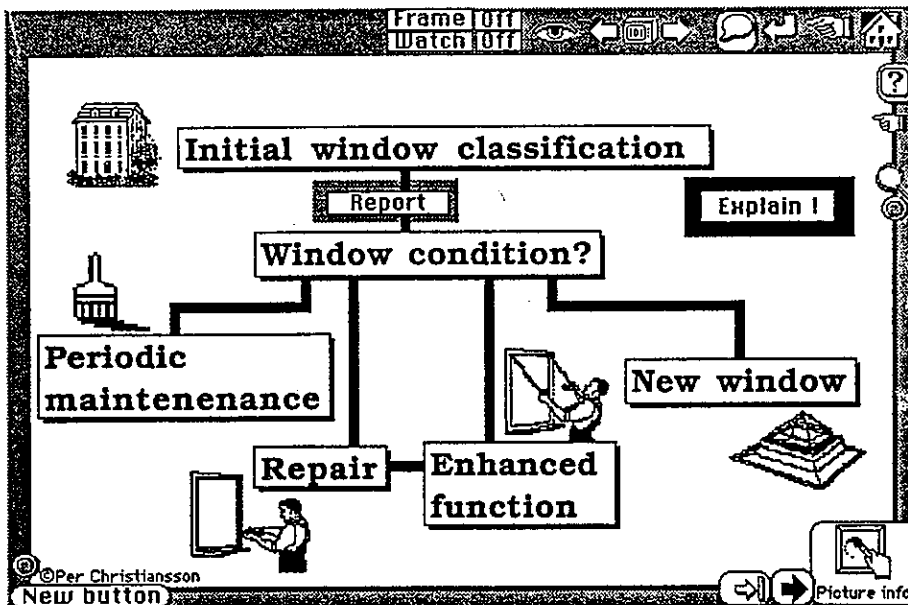 Frame Off
Watch Off
?
Initial window classification
Report
Explain !
Window condition?
Periodic
maintenenance
New window
Repair
Enhanced
function
©Per Christiansson
New button
Picture info